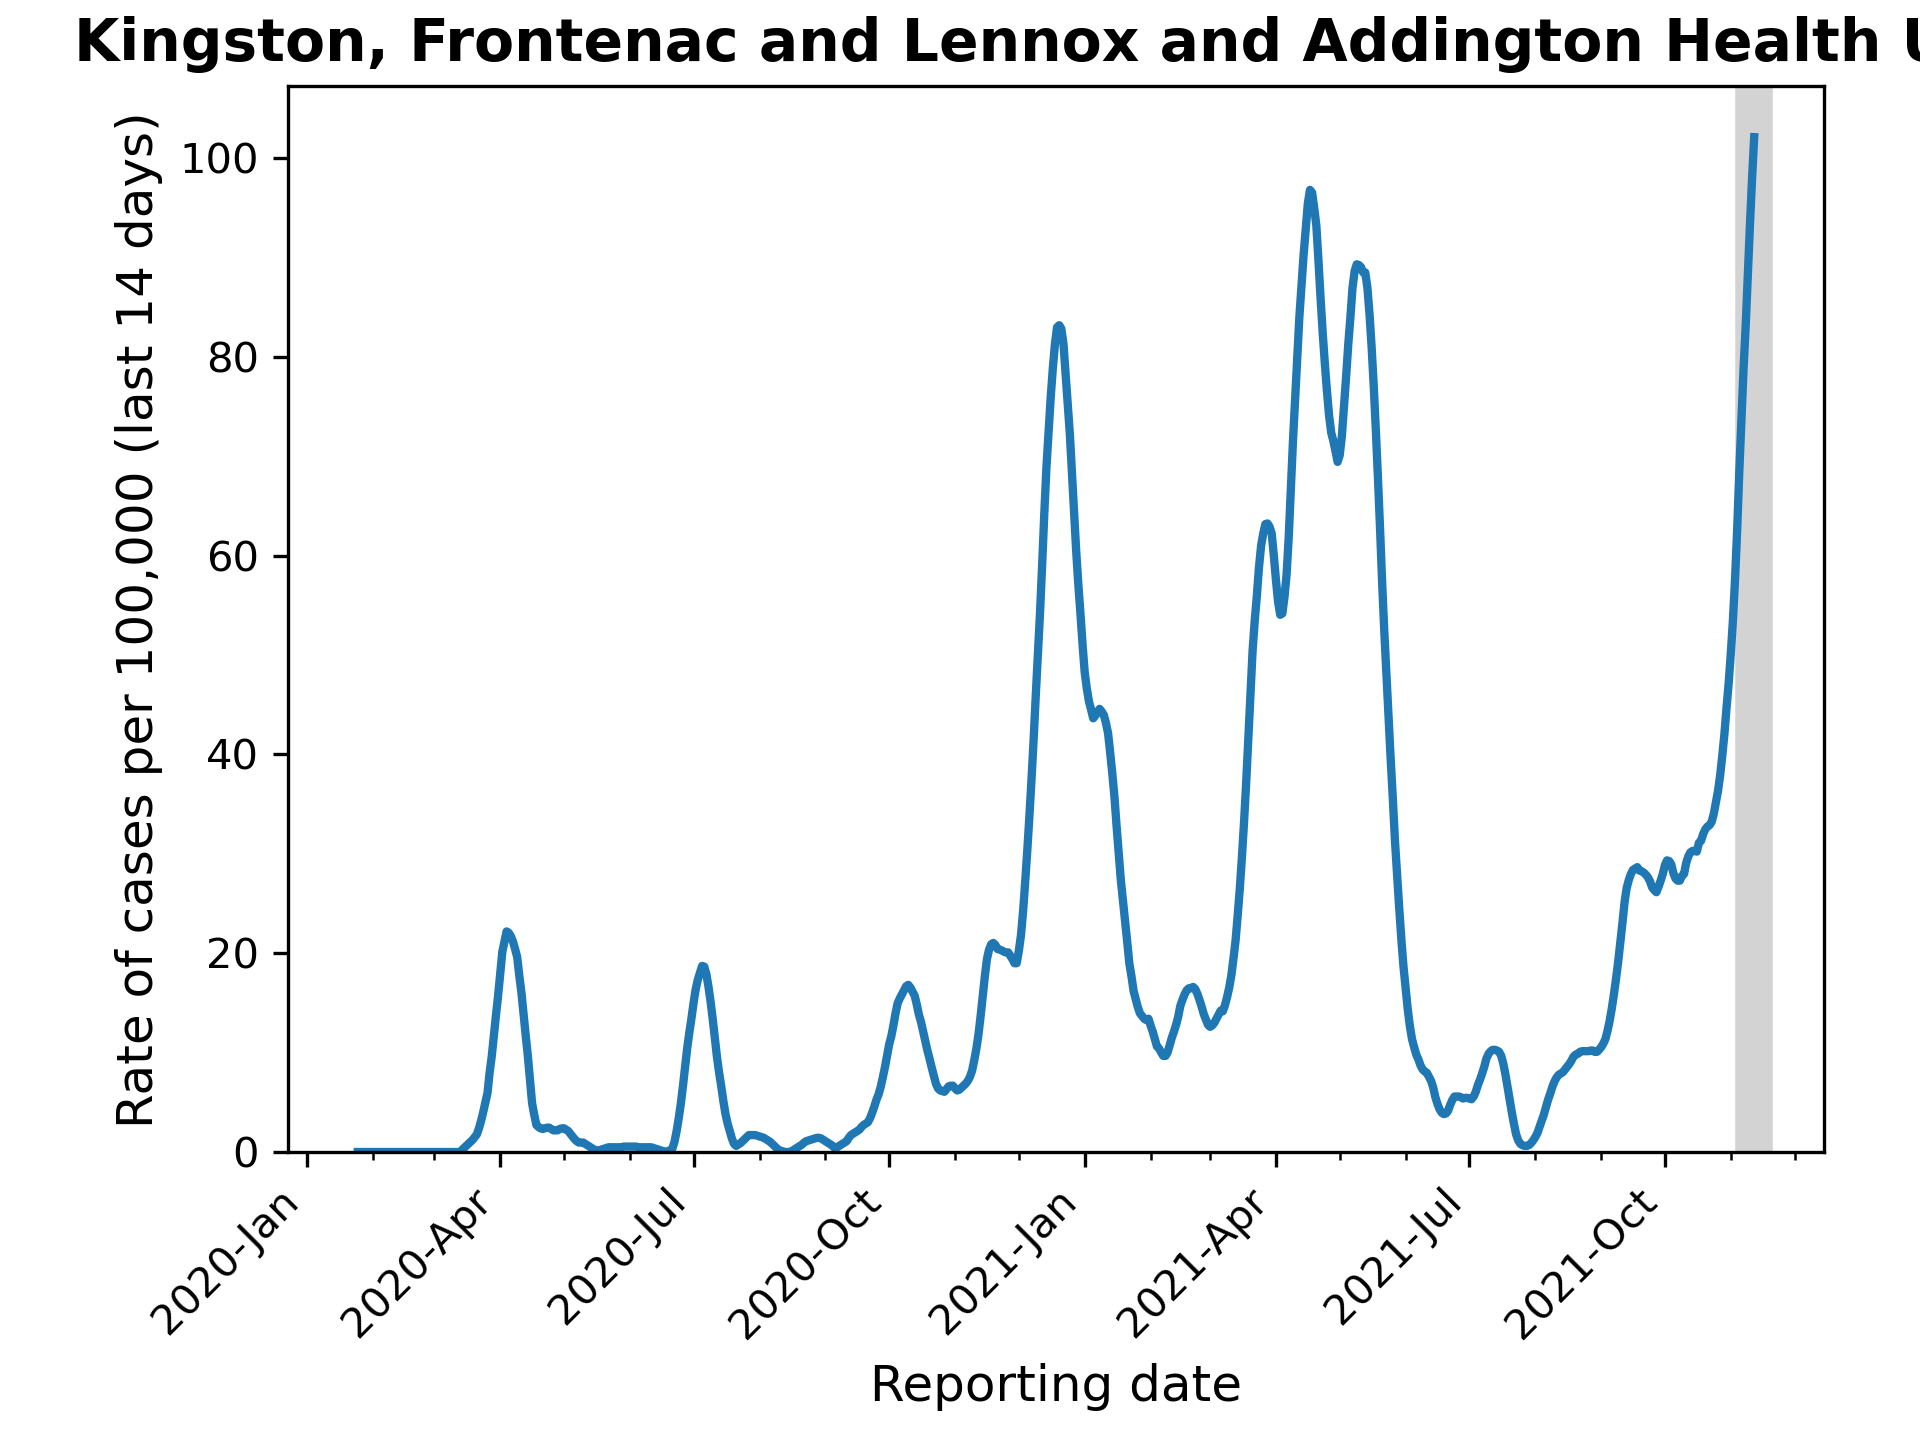 Kingston, Frontenac and Lennox and Addington Health
Rate of cases per 100,000 (last 14 days)
100
80
60
40
20
0
2020-Jan
2020-Apr
2020-Jul
2020-Oct
2021-Jan
2021-Apr
2021-Jul
2021-Oct
Reporting date